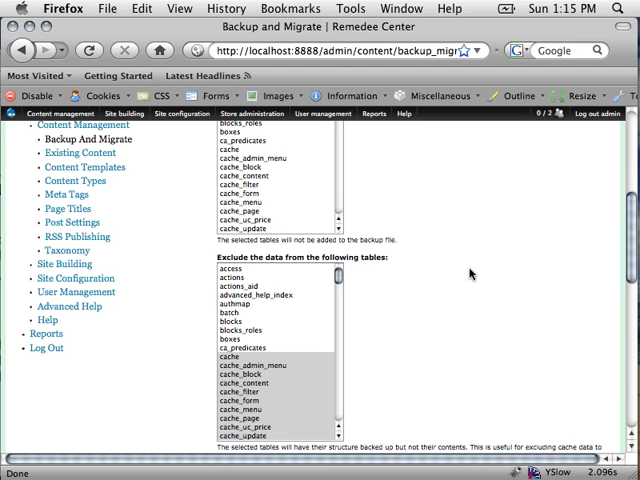 Firefox File Edit View History Bookmarks Tools Window Help Sun 1:15 PM
Backup and Migrate | Remedee Center
http://localhost:8888/admin/content/backup_migr Google
Most Visited Getting Started Latest Headlines
Disable Cookies CSS Forms Images Information Miscellaneous Outline Resize
Content management Site building Site configuration Store administration User management Reports Help 0 / 2 Log out admin
Content Management
Backup And Migrate
Existing Content
Content Templates
Content Types
Meta Tags
Page Titles
Post Settings
RSS Publishing
Taxonomy
Site Building
Site Configuration
User Management
Advanced Help
Help
Reports
Log Out
blocks_roles
boxes
ca_predicates
cache
cache_admin_menu
cache_block
cache_content
cache_filter
cache_form
cache_menu
cache_page
cache_uc_price
cache_update
The selected tables will not be added to the backup file.
Exclude the data from the following tables:
access
actions
actions_aid
advanced_help_index
authmap
batch
blocks
blocks_roles
boxes
ca_predicates
cache
cache_admin_menu
cache_block
cache_content
cache_filter
cache_form
cache_menu
cache_page
cache_uc_price
cache_update
The selected tables will have their structure backed up but not their contents. This is useful for excluding cache data to
Done YSlow 2.096s